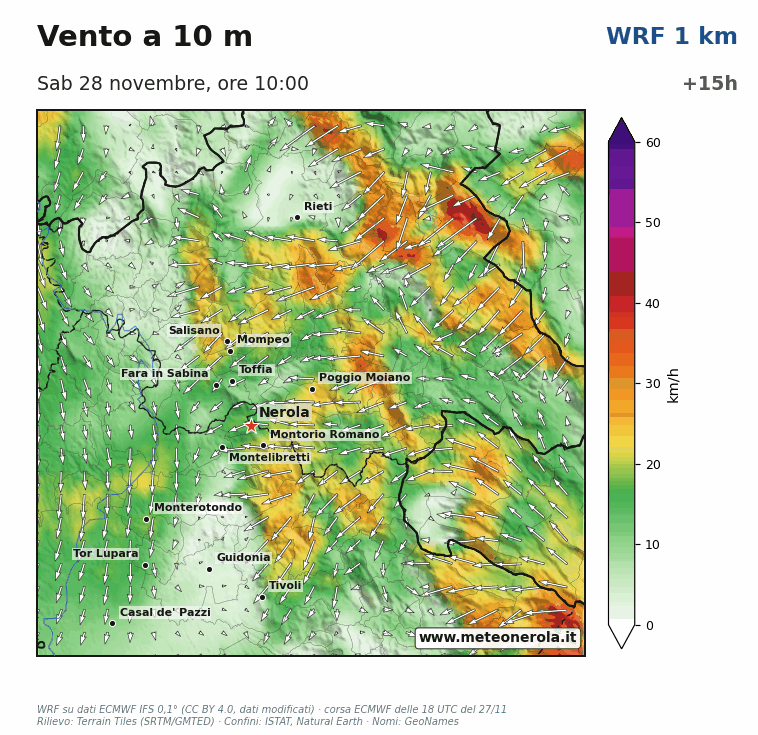 Vento a 10 m
WRF 1 km
Sab 28 novembre, ore 10:00
+15h
Rieti
Salisano
Mompeo
Fara in Sabina
Toffia
Poggio Moiano
Nerola
Montorio Romano
Montelibretti
Monterotondo
Tor Lupara
Guidonia
Tivoli
Casal de' Pazzi
www.meteonerola.it
60
50
40
30
20
10
0
km/h
WRF su dati ECMWF IFS 0,1° (CC BY 4.0, dati modificati) · corsa ECMWF delle 18 UTC del 27/11
Rilievo: Terrain Tiles (SRTM/GMTED) · Confini: ISTAT, Natural Earth · Nomi: GeoNames